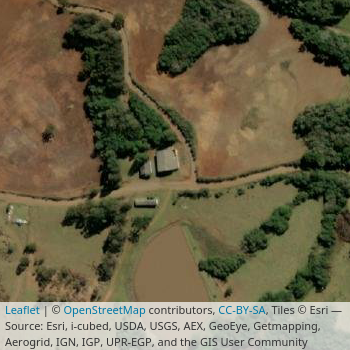 Leaflet | © OpenStreetMap contributors, CC-BY-SA, Tiles © Esri —
Source: Esri, i-cubed, USDA, USGS, AEX, GeoEye, Getmapping,
Aerogrid, IGN, IGP, UPR-EGP, and the GIS User Community